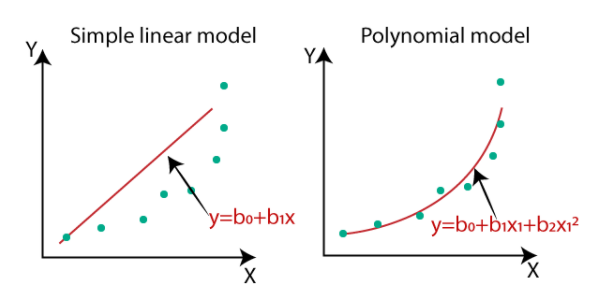 Simple linear model
Y
y=b₀+b₁x
X
Polynomial model
Y
y=b₀+b₁x₁+b₂x₁²
X